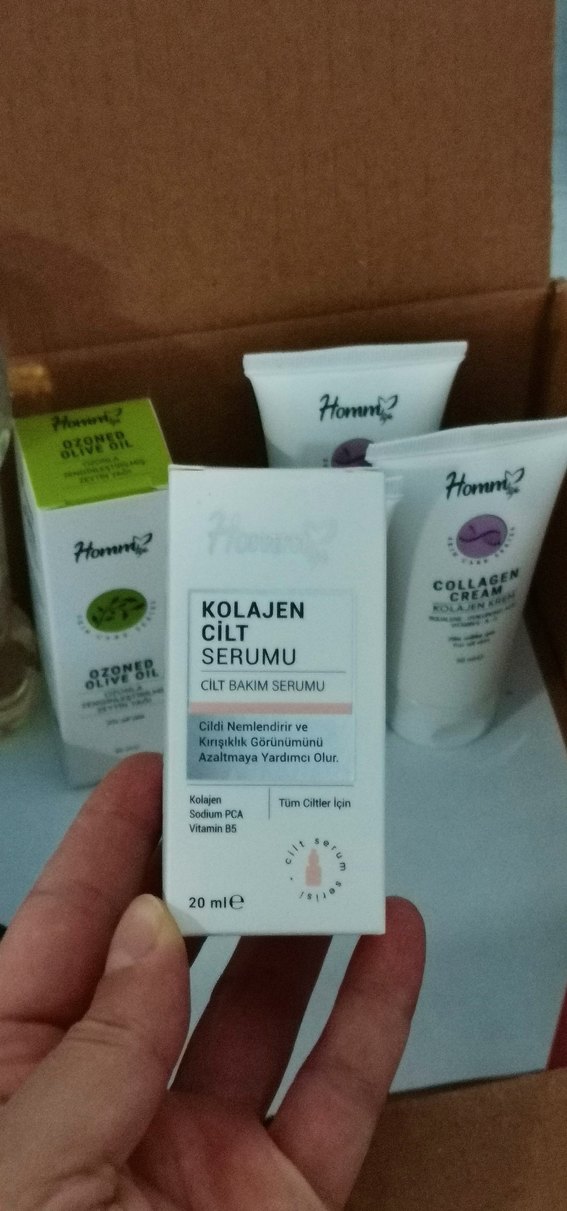 Homm
KOLAJEN
CİLT
SERUMU
CİLT BAKIM SERUMU
Cildi Nemlendirir ve
Kırışıklık Görünümünü
Azaltmaya Yardımcı Olur.
Kolajen
Sodium PCA
Vitamin B5
Tüm Ciltler İçin
cilt serum serisi
20 ml e
Homm
OZONED
OLIVE OIL
Homm
OZONED
OLIVE OIL
Homm
Homm
COLLAGEN
CREAM
KOLAJEN KREM